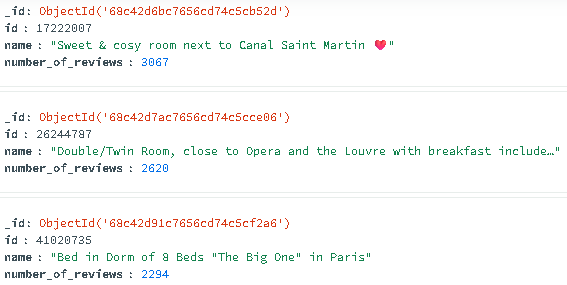 _id: ObjectId('68c42d6bc7656cd74c5cb52d')
id : 17222007
name : "Sweet & cosy room next to Canal Saint Martin 💗"
number_of_reviews : 3067
_id: ObjectId('68c42d7ac7656cd74c5cce06')
id : 26244787
name : "Double/Twin Room, close to Opera and the Louvre with breakfast include…"
number_of_reviews : 2620
_id: ObjectId('68c42d91c7656cd74c5cf2a6')
id : 41020735
name : "Bed in Dorm of 8 Beds "The Big One" in Paris"
number_of_reviews : 2294